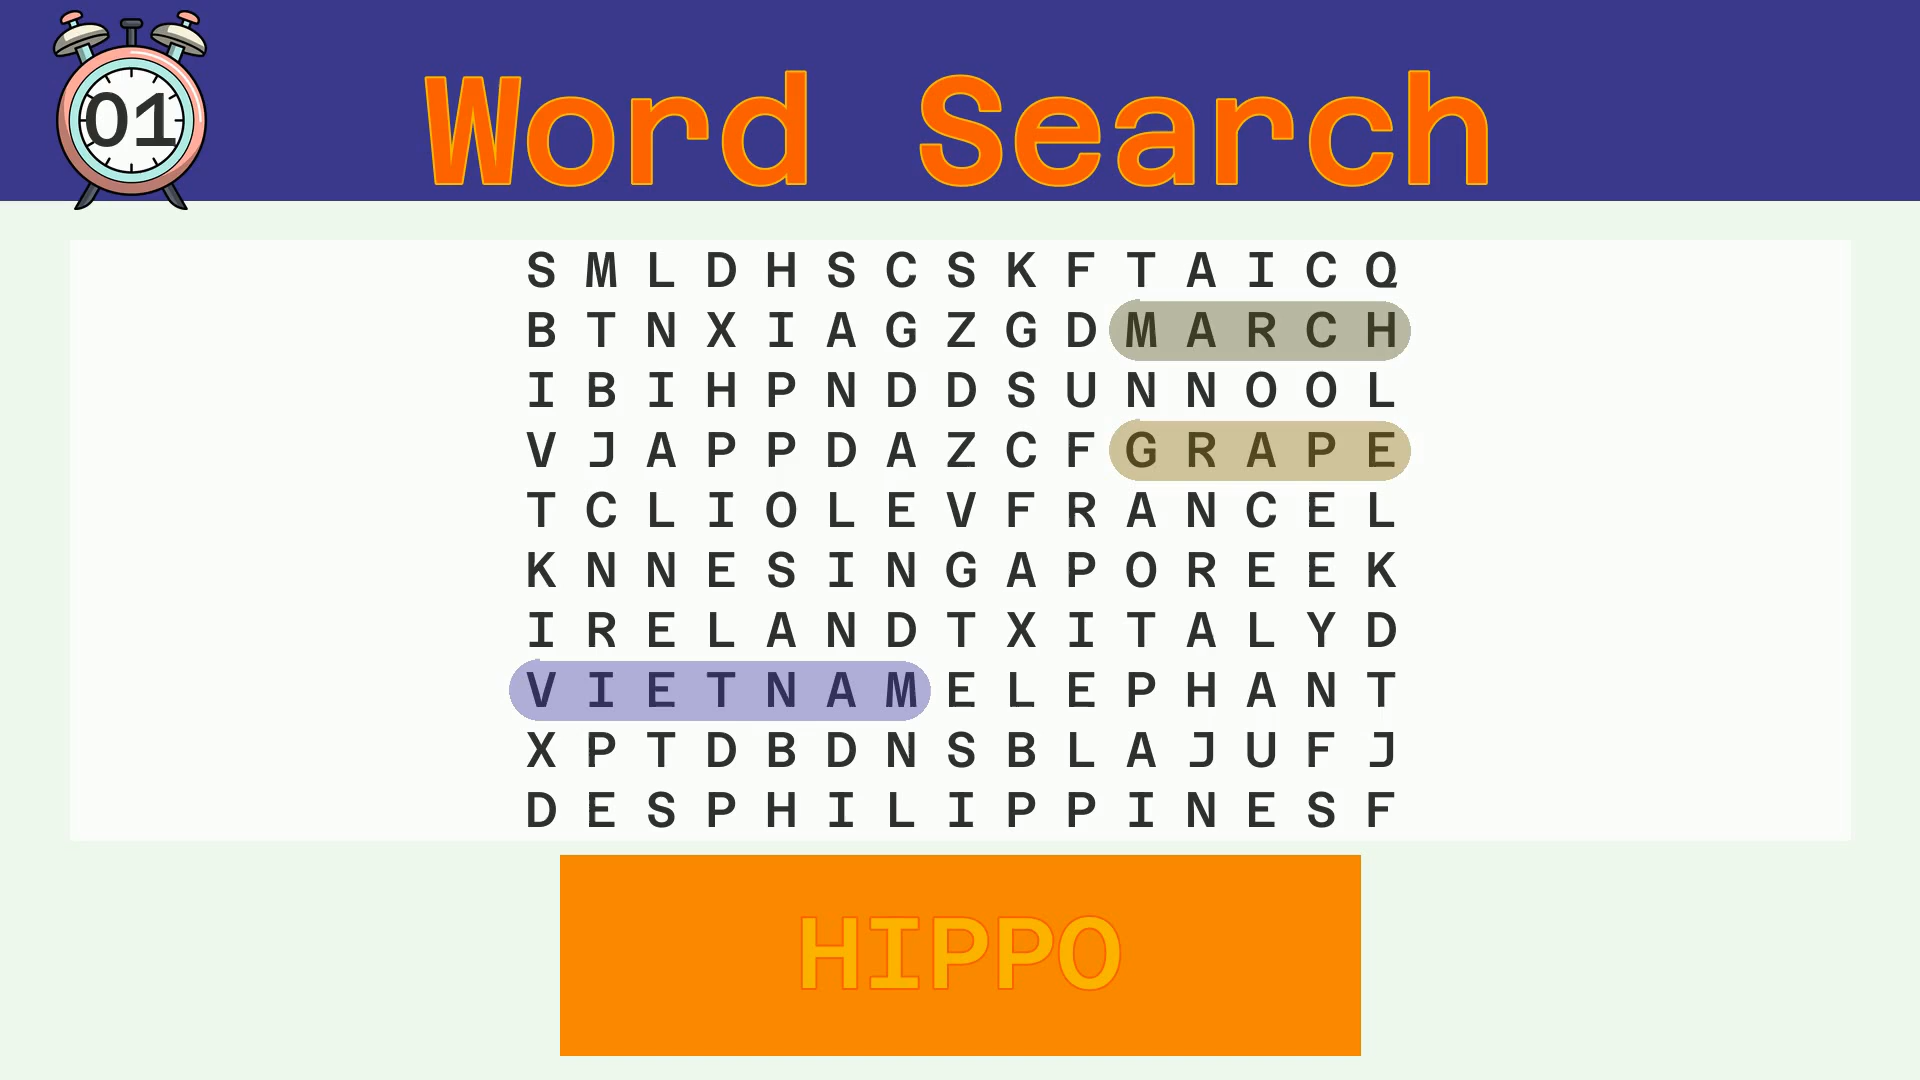 01
Word Search
S M L D H S C S K F T A I C Q
B T N X I A G Z G D M A R C H
I B I H P N D D S U N N O O L
V J A P P D A Z C F G R A P E
T C L I O L E V F R A N C E L
K N N E S I N G A P O R E E K
I R E L A N D T X I T A L Y D
V I E T N A M E L E P H A N T
X P T D B D N S B L A J U F J
D E S P H I L I P P I N E S F
HIPPO